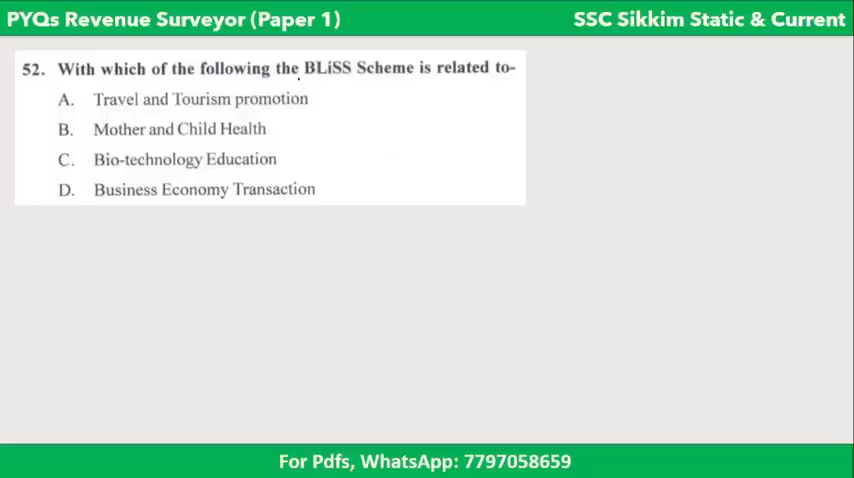 PYQs Revenue Surveyor (Paper 1)
SSC Sikkim Static & Current
52. With which of the following the BLiSS Scheme is related to-
A. Travel and Tourism promotion
B. Mother and Child Health
C. Bio-technology Education
D. Business Economy Transaction
For Pdfs, WhatsApp: 7797058659